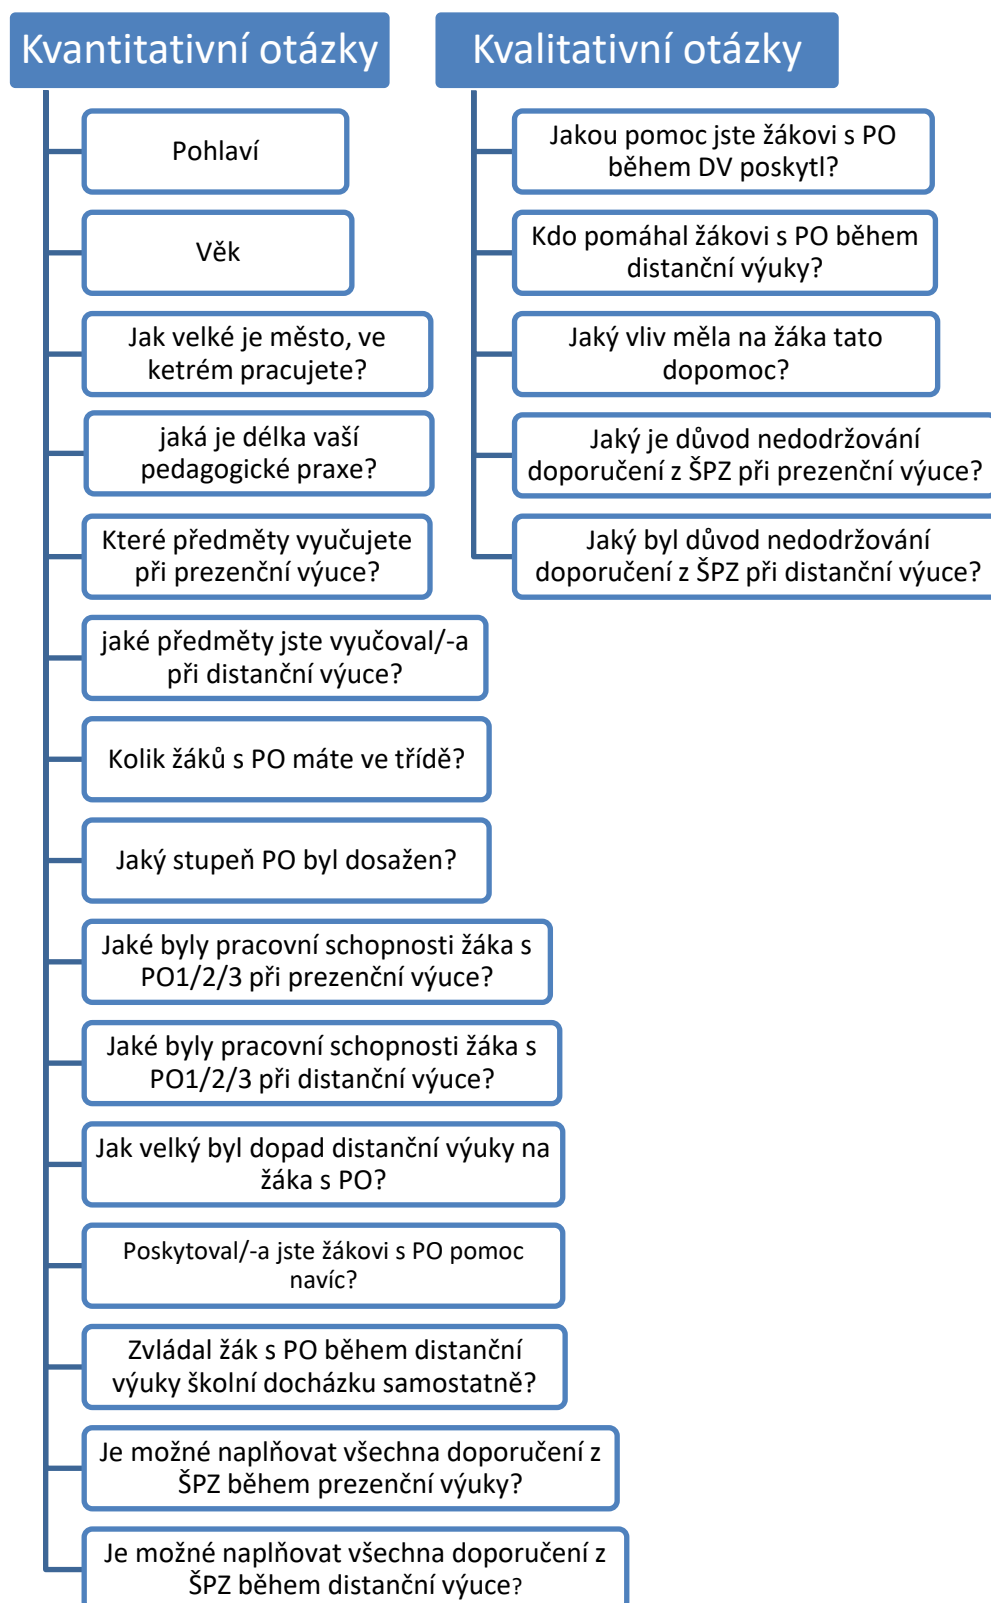 Kvantitativní otázky
Pohlaví
Věk
Jak velké je město, ve
ketrém pracujete?
jaká je délka vaší
pedagogické praxe?
Které předměty vyučujete
při prezenční výuce?
jaké předměty jste vyučoval/-a
při distanční výuce?
Kolik žáků s PO máte ve třídě?
Jaký stupeň PO byl dosažen?
Jaké byly pracovní schopnosti žáka s
PO1/2/3 při prezenční výuce?
Jaké byly pracovní schopnosti žáka s
PO1/2/3 při distanční výuce?
Jak velký byl dopad distanční výuky na
žáka s PO?
Poskytoval/-a jste žákovi s PO pomoc
navíc?
Zvládal žák s PO během distanční
výuky školní docházku samostatně?
Je možné naplňovat všechna doporučení z
ŠPZ během prezenční výuky?
Je možné naplňovat všechna doporučení z
ŠPZ během distanční výuce?
Kvalitativní otázky
Jakou pomoc jste žákovi s PO
během DV poskytl?
Kdo pomáhal žákovi s PO během
distanční výuky?
Jaký vliv měla na žáka tato
dopomoc?
Jaký je důvod nedodržování
doporučení z ŠPZ při prezenční výuce?
Jaký byl důvod nedodržování
doporučení z ŠPZ při distanční výuce?